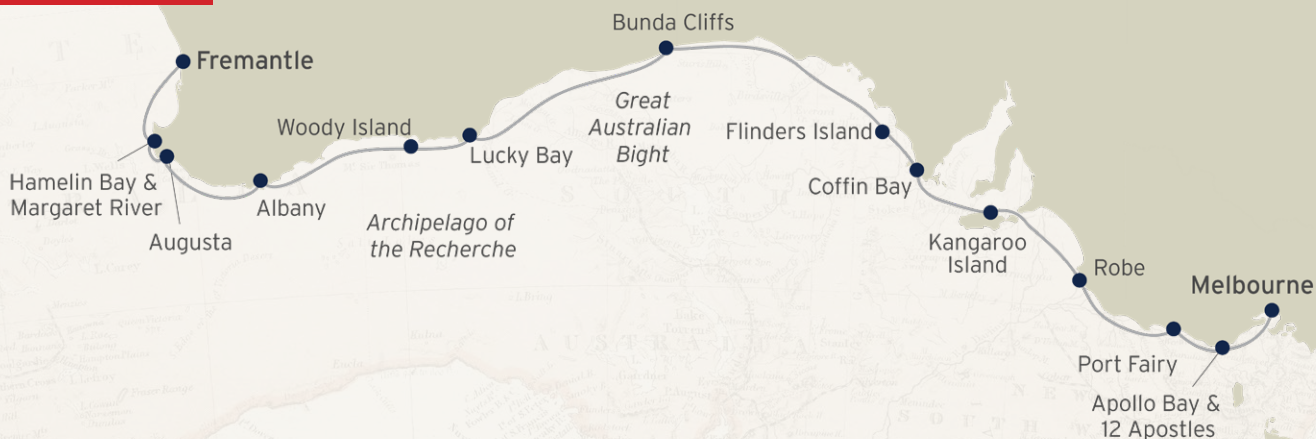 Bunda Cliffs
Fremantle
Great
Australian
Bight
Woody Island
Flinders Island
Lucky Bay
Hamelin Bay &
Margaret River
Coffin Bay
Albany
Augusta
Archipelago of
the Recherche
Kangaroo
Island
Robe
Melbourne
Port Fairy
Apollo Bay &
12 Apostles